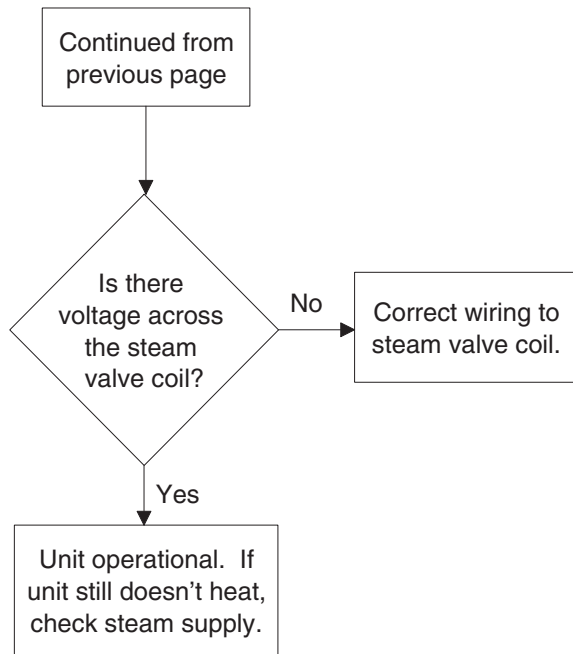 Continued from
previous page
Is there
voltage across
the steam
valve coil?
No
Correct wiring to
steam valve coil.
Yes
Unit operational.  If
unit still doesn't heat,
check steam supply.